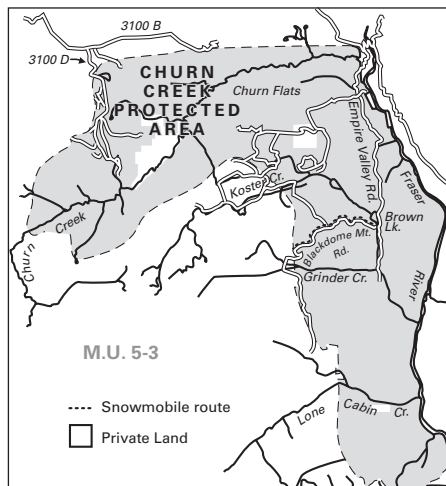 3100 B
3100 D
CHURN
CREEK
PROTECTED
AREA
Churn Flats
Empire Valley Rd.
Fraser
River
Koster Cr.
Brown
Lk.
Blackdome Mt.
Rd.
Churn Creek
Grinder Cr.
M.U. 5-3
Snowmobile route
Private Land
Lone Cabin Cr.